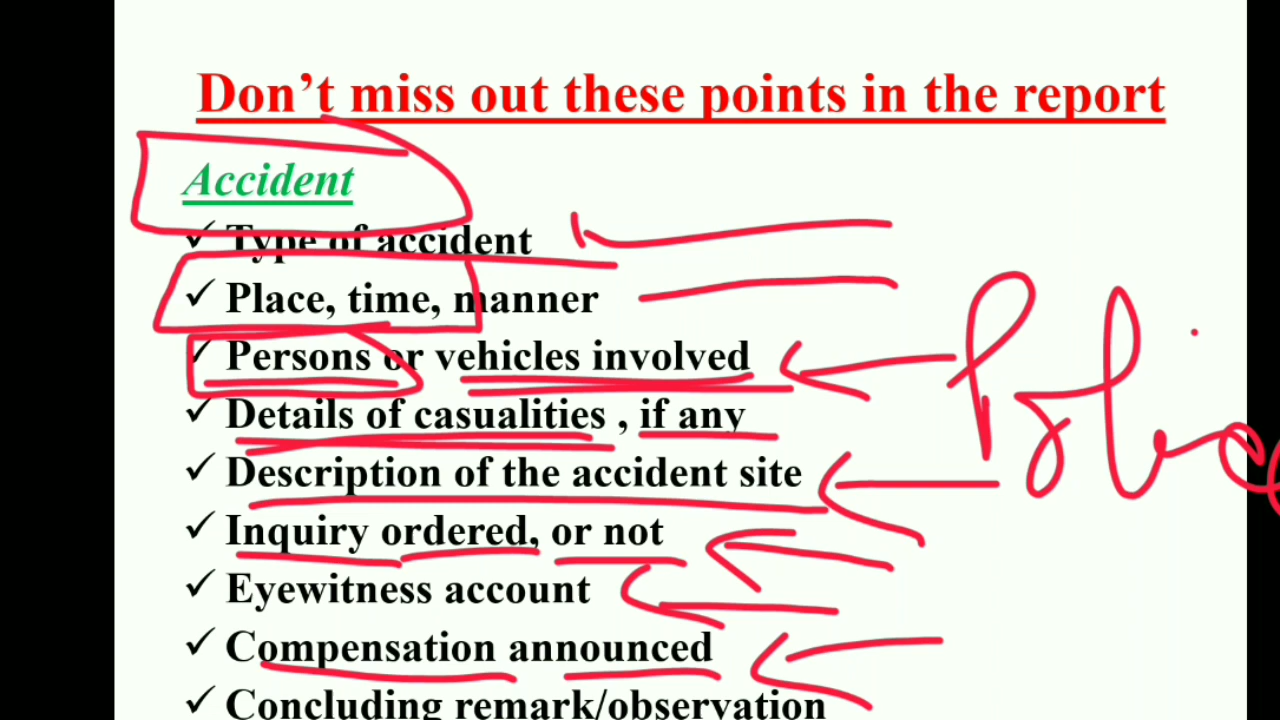 Don't miss out these points in the report
Accident
✓ Type of accident
✓ Place, time, manner
✓ Persons or vehicles involved
✓ Details of casualities , if any
✓ Description of the accident site
✓ Inquiry ordered, or not
✓ Eyewitness account
✓ Compensation announced
✓ Concluding remark/observation